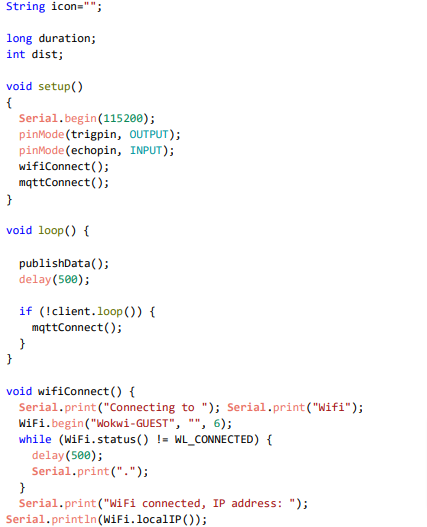 String icon="";
long duration;
int dist;
void setup()
{
Serial.begin(115200);
pinMode(trigpin, OUTPUT);
pinMode(echopin, INPUT);
wifiConnect();
mqttConnect();
}
void loop() {
publishData();
delay(500);
if (!client.loop()) {
mqttConnect();
}
}
void wifiConnect() {
Serial.print("Connecting to "); Serial.print("Wifi");
WiFi.begin("Wokwi-GUEST", "", 6);
while (WiFi.status() != WL_CONNECTED) {
delay(500);
Serial.print(".");
}
Serial.print("WiFi connected, IP address: ");
Serial.println(WiFi.localIP());